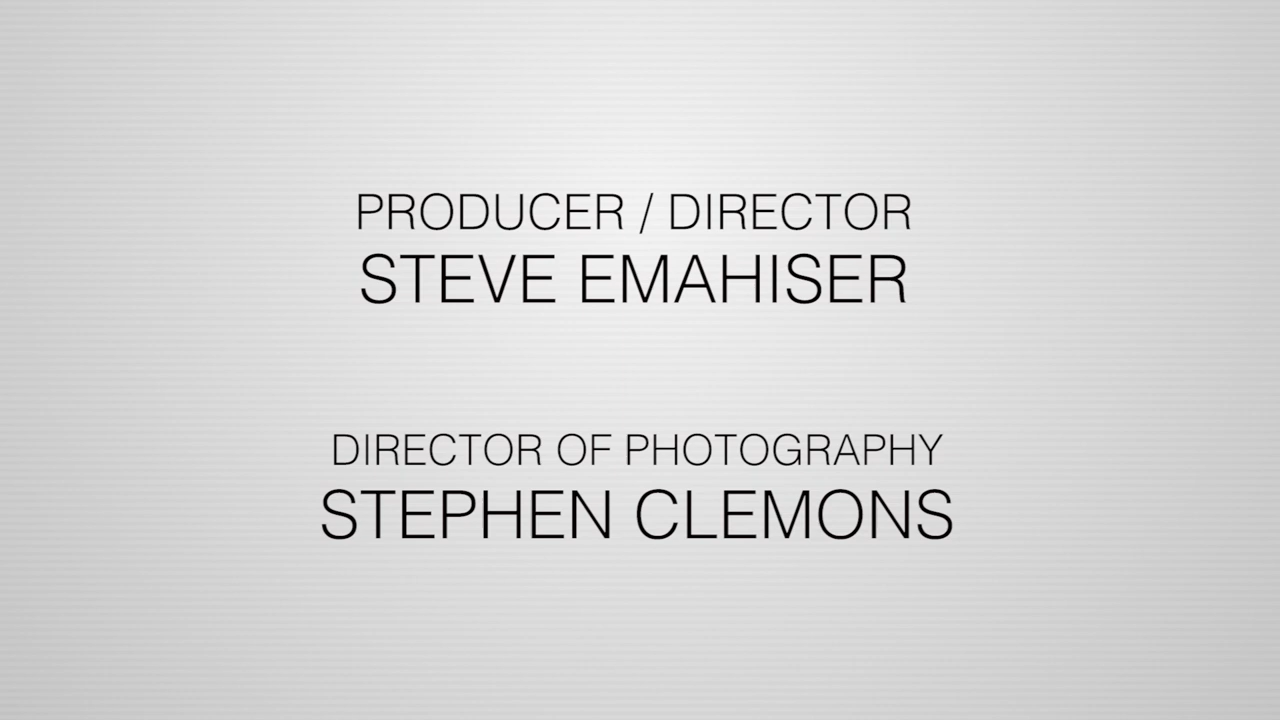 PRODUCER / DIRECTOR
STEVE EMAHISER
DIRECTOR OF PHOTOGRAPHY
STEPHEN CLEMONS